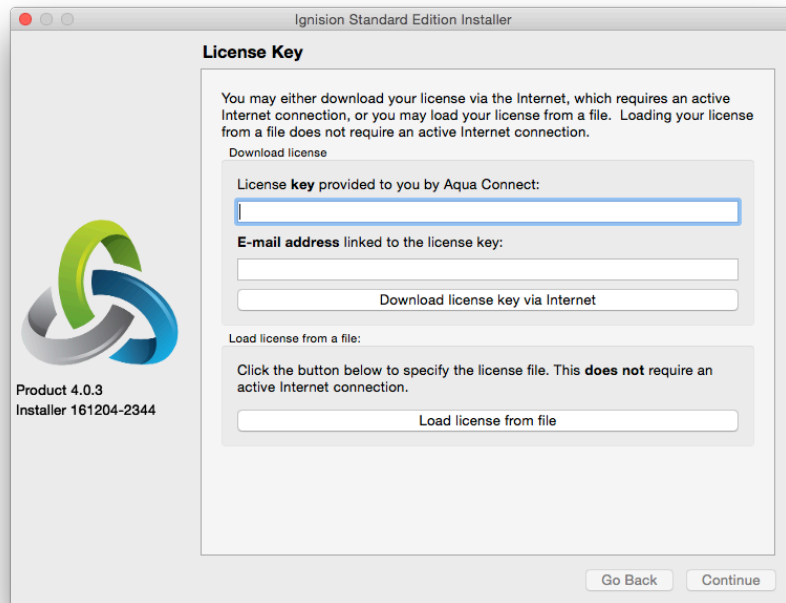 Ignision Standard Edition Installer
License Key
You may either download your license via the Internet, which requires an active
Internet connection, or you may load your license from a file.  Loading your license
from a file does not require an active Internet connection.
Download license
License key provided to you by Aqua Connect:
E-mail address linked to the license key:
Download license key via Internet
Load license from a file:
Click the button below to specify the license file. This does not require an
active Internet connection.
Load license from file
Product 4.0.3
Installer 161204-2344
Go Back
Continue